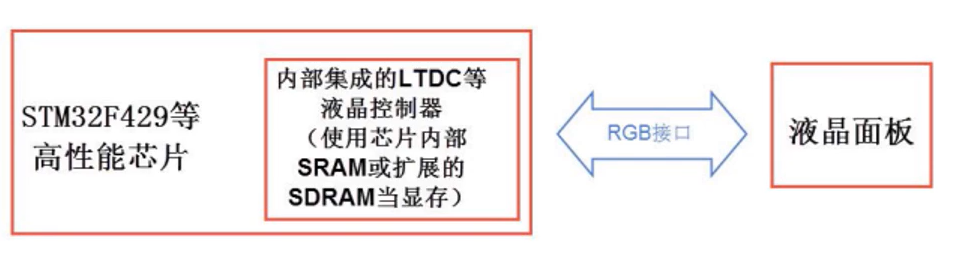 STM32F429等
高性能芯片
内部集成的LTDC等
液晶控制器
（使用芯片内部
SRAM或扩展的
SDRAM当显存）
RGB接口
液晶面板